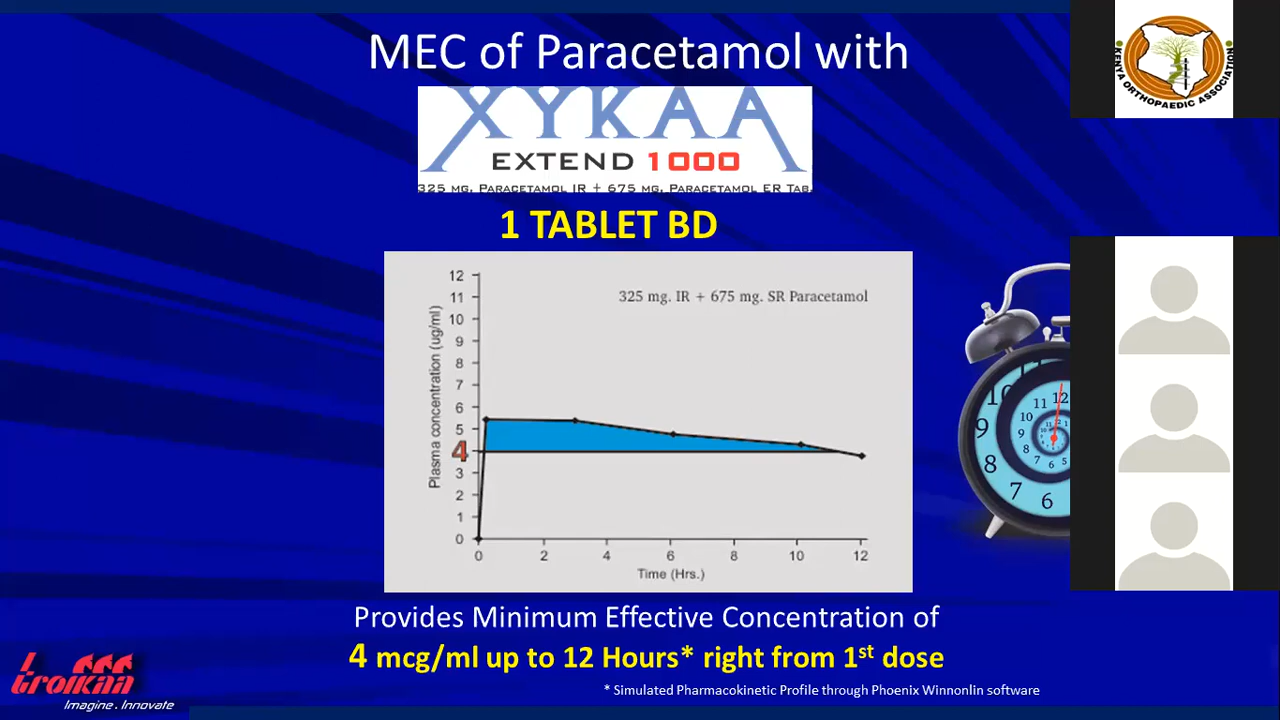 MEC of Paracetamol with
XYKAA
EXTEND 1000
325 MG. PARACETAMOL IR + 675 MG. PARACETAMOL ER TAB.
1 TABLET BD
325 mg. IR + 675 mg. SR Paracetamol
Plasma concentration (ug/ml)
12
11
10
9
8
7
6
5
4
3
2
1
0
0 2 4 6 8 10 12
Time (Hrs.)
Provides Minimum Effective Concentration of
4 mcg/ml up to 12 Hours* right from 1st dose
* Simulated Pharmacokinetic Profile through Phoenix Winnonlin software
troikaa
Imagine . Innovate
KENYA ORTHOPAEDIC ASSOCIATION